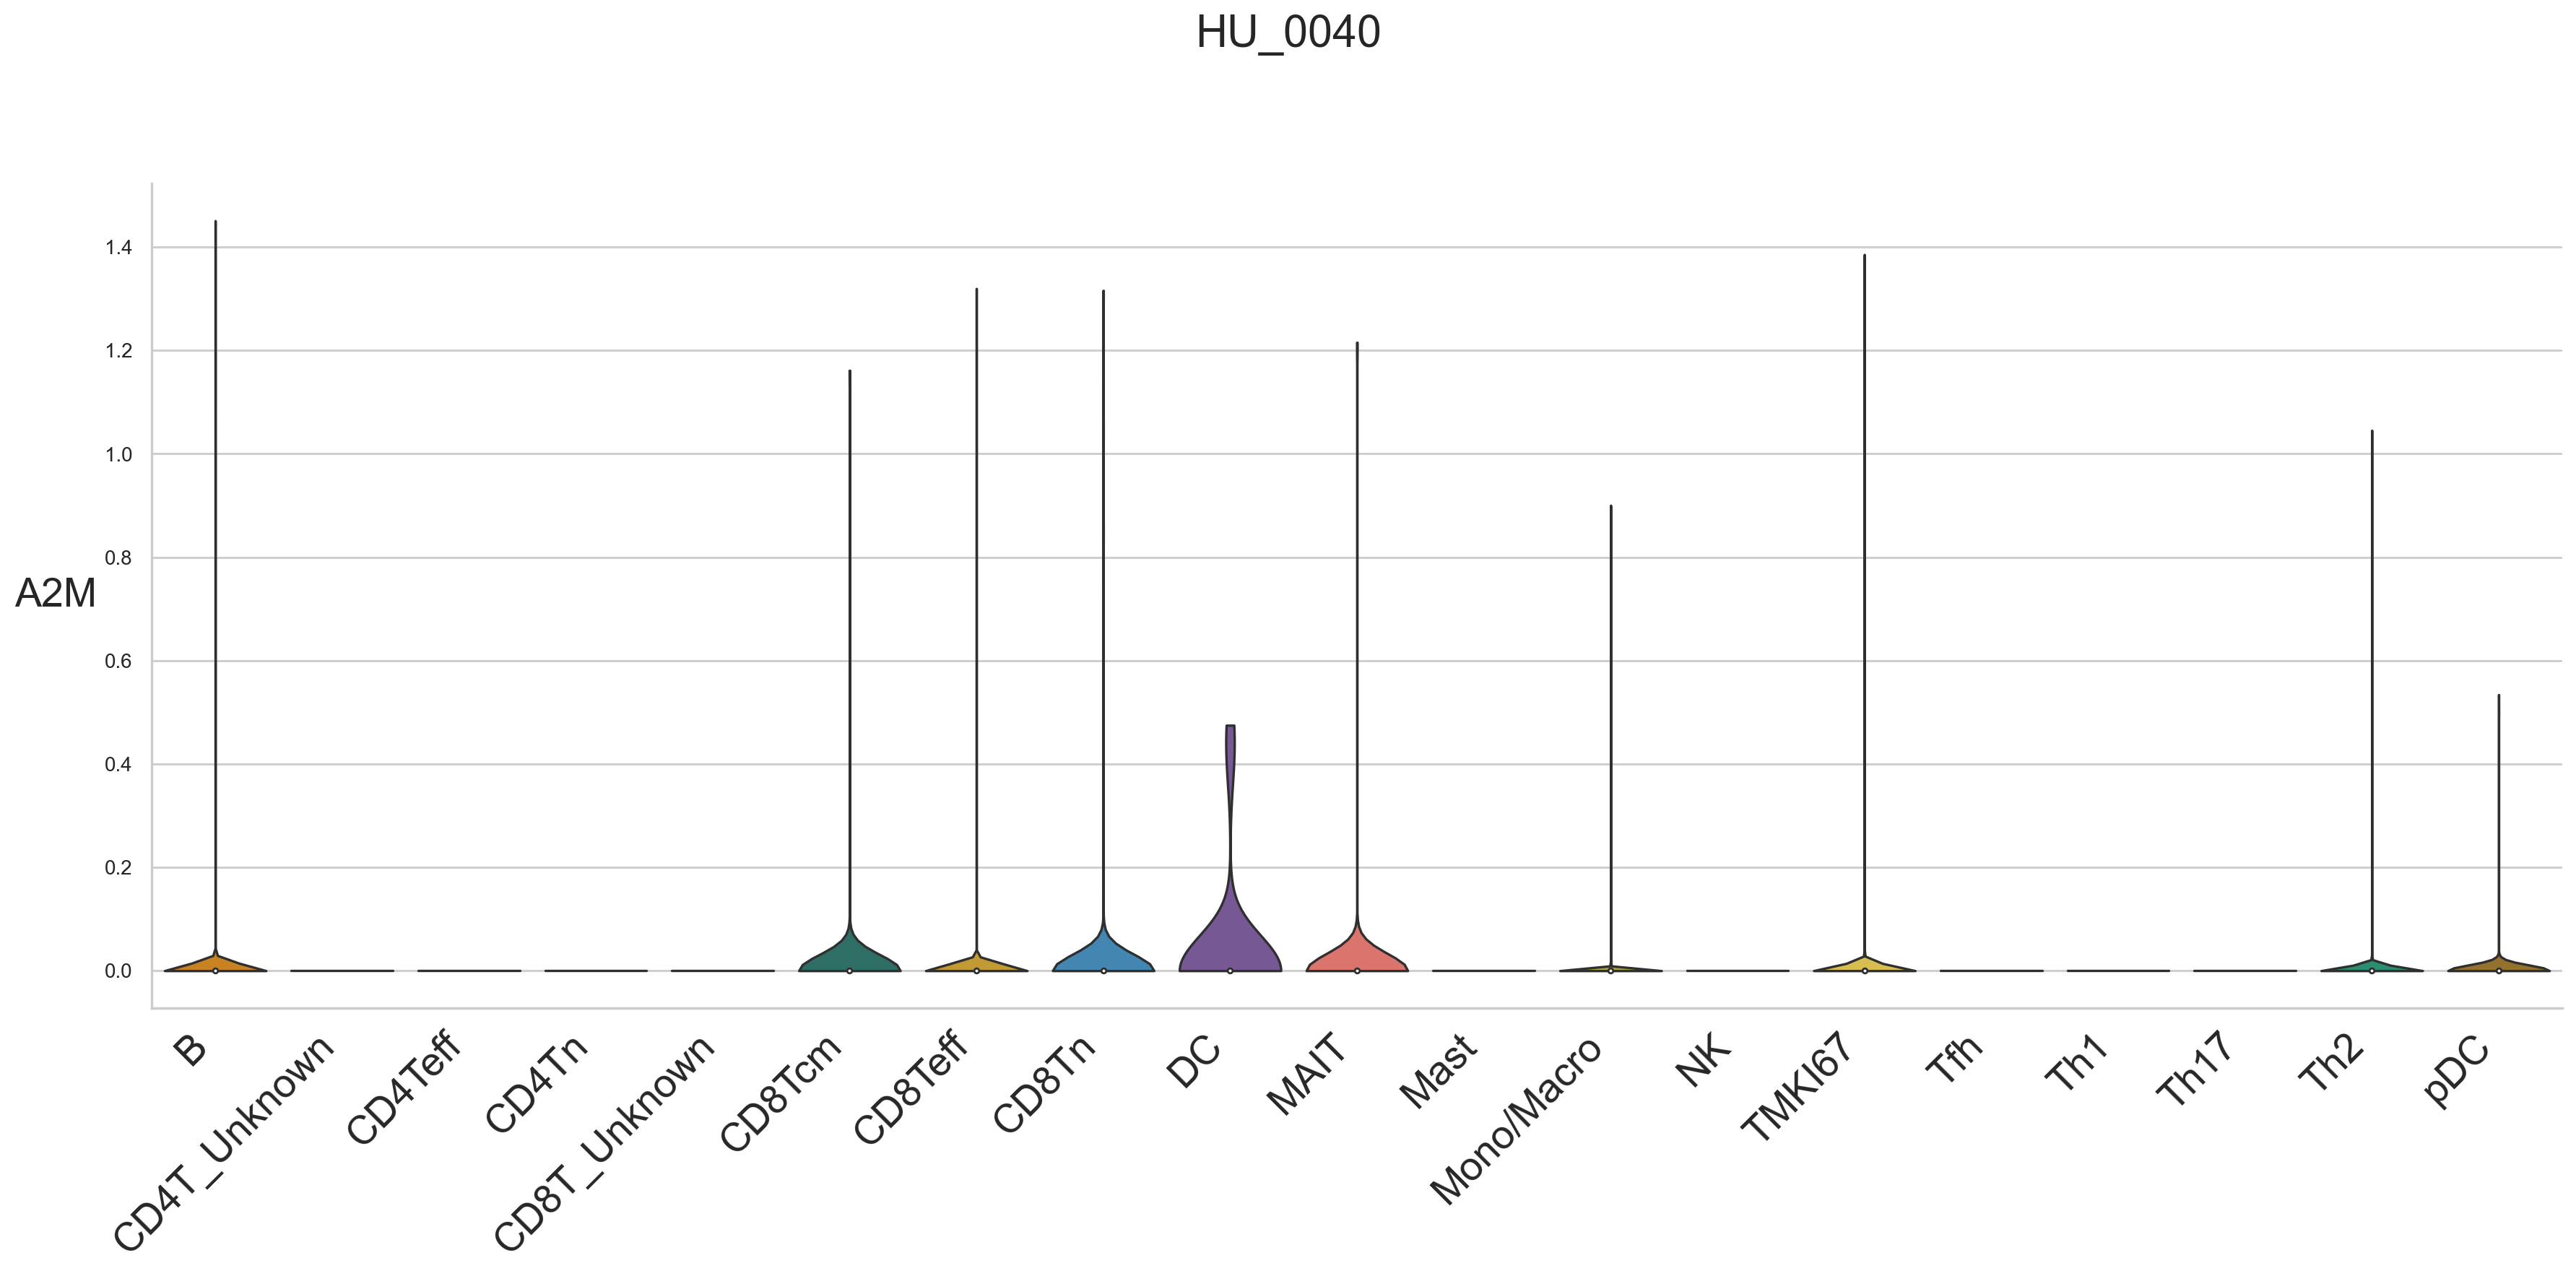 HU_0040
A2M
1.4
1.2
1.0
0.8
0.6
0.4
0.2
0.0
B
CD4T_Unknown
CD4Teff
CD4Tn
CD8T_Unknown
CD8Tcm
CD8Teff
CD8Tn
DC
MAIT
Mast
Mono/Macro
NK
TMKI67
Tfh
Th1
Th17
Th2
pDC